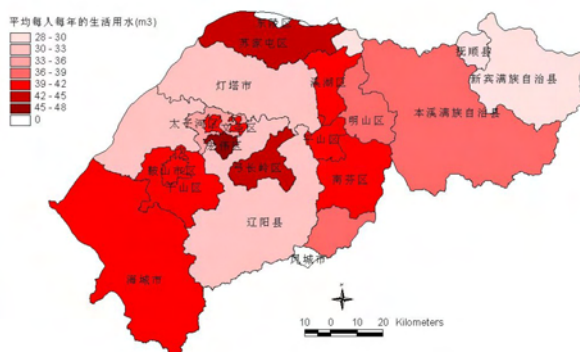 平均每人每年的生活用水(m3)
28 - 30
30 - 33
33 - 36
36 - 39
39 - 42
42 - 45
45 - 48
0
苏家屯区
抚顺县
新宾满族自治县
灯塔市
溪湖区
本溪满族自治县
明山区
太子河区
平山区
弓长岭区
鞍山市区
千山区
南芬区
辽阳县
凤城市
海城市
N
10 0 10 20 Kilometers